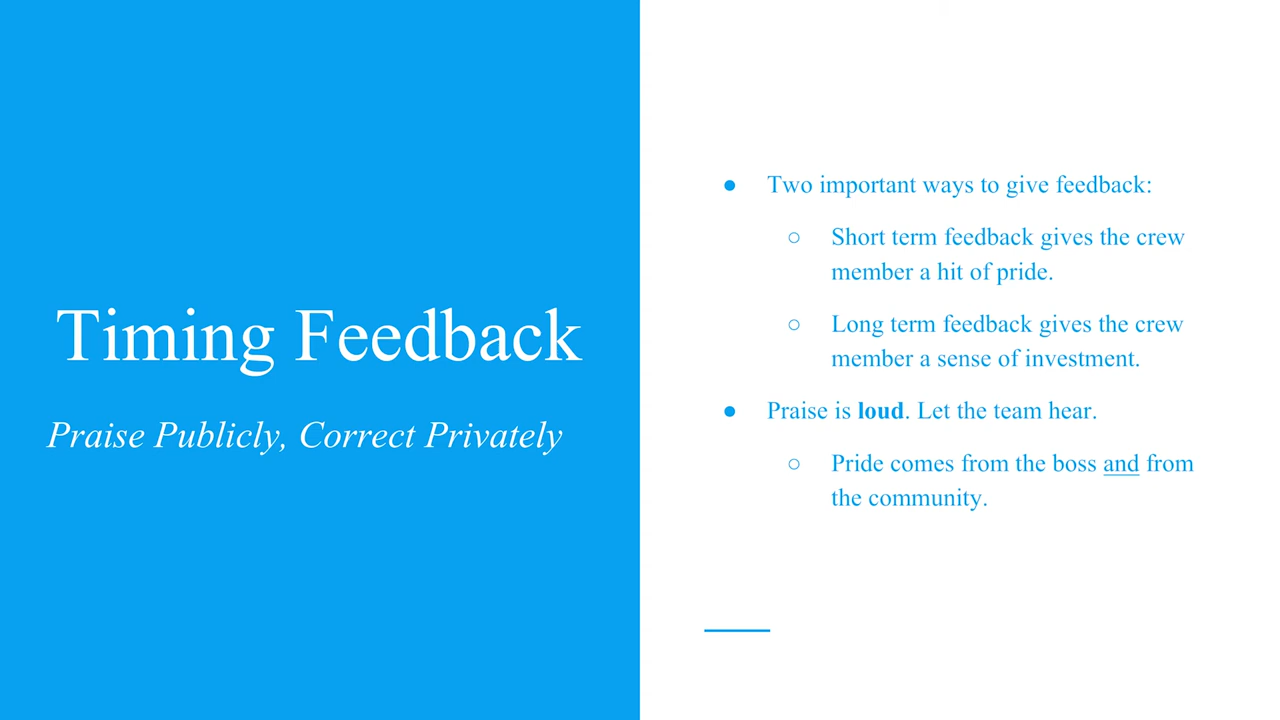 Timing Feedback
Praise Publicly, Correct Privately
● Two important ways to give feedback:
○ Short term feedback gives the crew
member a hit of pride.
○ Long term feedback gives the crew
member a sense of investment.
● Praise is loud. Let the team hear.
○ Pride comes from the boss and from
the community.